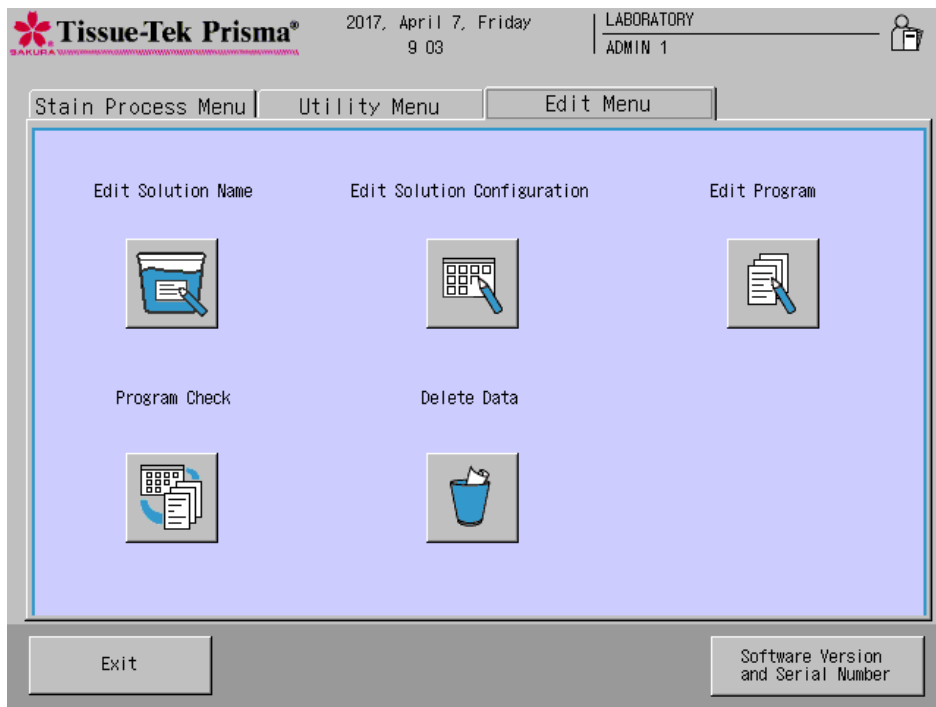 Tissue-Tek Prisma®
SAKURA
2017, April 7, Friday
9 03
LABORATORY
ADMIN 1
Stain Process Menu
Utility Menu
Edit Menu
Edit Solution Name
Edit Solution Configuration
Edit Program
Program Check
Delete Data
Exit
Software Version
and Serial Number